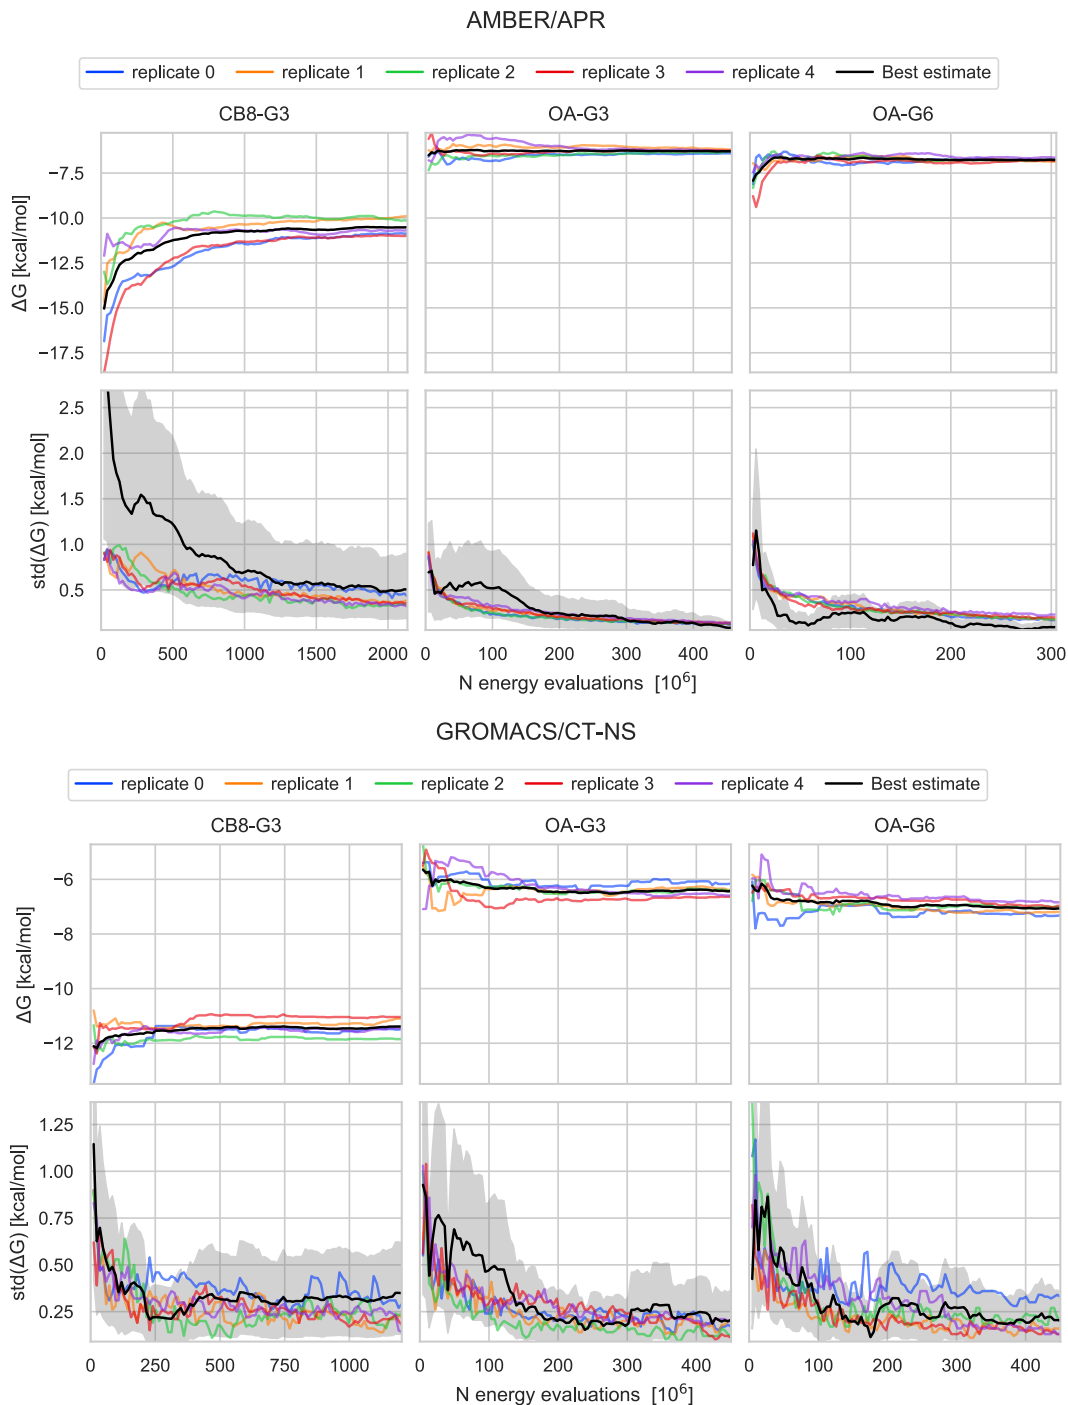 AMBER/APR
replicate 0 replicate 1 replicate 2 replicate 3 replicate 4 Best estimate
CB8-G3 OA-G3 OA-G6
ΔG [kcal/mol]
−7.5
−10.0
−12.5
−15.0
−17.5
std(ΔG) [kcal/mol]
2.5
2.0
1.5
1.0
0.5
0 500 1000 1500 2000 0 100 200 300 400 0 100 200 300
N energy evaluations [10⁶]
GROMACS/CT-NS
replicate 0 replicate 1 replicate 2 replicate 3 replicate 4 Best estimate
CB8-G3 OA-G3 OA-G6
ΔG [kcal/mol]
−6
−8
−10
−12
std(ΔG) [kcal/mol]
1.25
1.00
0.75
0.50
0.25
0 250 500 750 1000 0 100 200 300 400 0 100 200 300 400
N energy evaluations [10⁶]